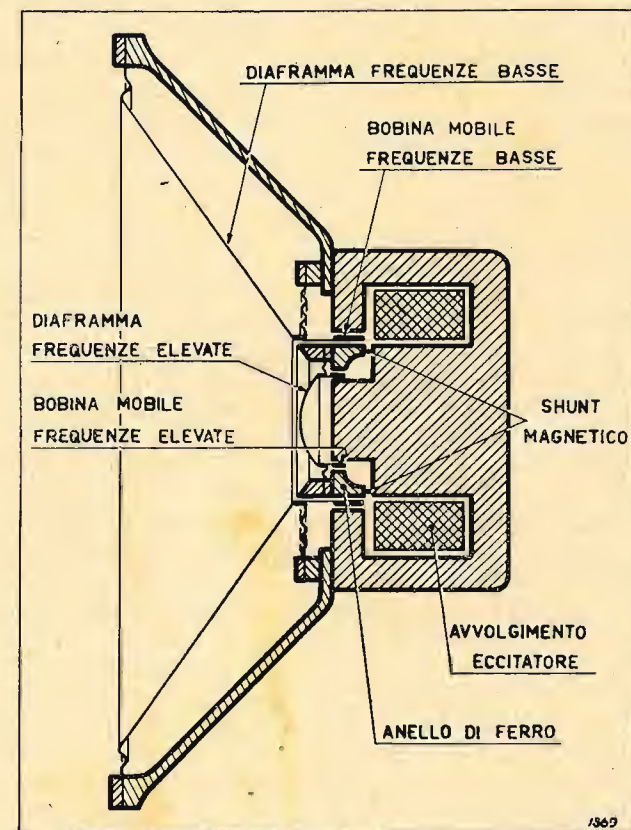 DIAFRAMMA FREQUENZE BASSE
BOBINA MOBILE
FREQUENZE BASSE
DIAFRAMMA
FREQUENZE ELEVATE
BOBINA MOBILE
FREQUENZE ELEVATE
SHUNT
MAGNETICO
AVVOLGIMENTO
ECCITATORE
ANELLO DI FERRO
1369